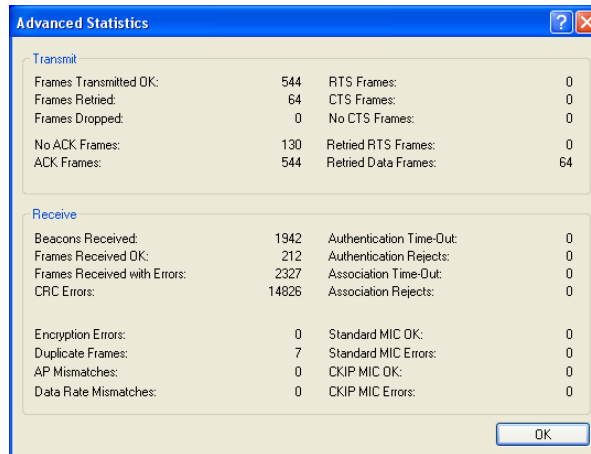 Advanced Statistics
Transmit
Frames Transmitted OK: 544 RTS Frames: 0
Frames Retried: 64 CTS Frames: 0
Frames Dropped: 0 No CTS Frames: 0
No ACK Frames: 130 Retried RTS Frames: 0
ACK Frames: 544 Retried Data Frames: 64
Receive
Beacons Received: 1942 Authentication Time-Out: 0
Frames Received OK: 212 Authentication Rejects: 0
Frames Received with Errors: 2327 Association Time-Out: 0
CRC Errors: 14826 Association Rejects: 0
Encryption Errors: 0 Standard MIC OK: 0
Duplicate Frames: 7 Standard MIC Errors: 0
AP Mismatches: 0 CKIP MIC OK: 0
Data Rate Mismatches: 0 CKIP MIC Errors: 0
OK